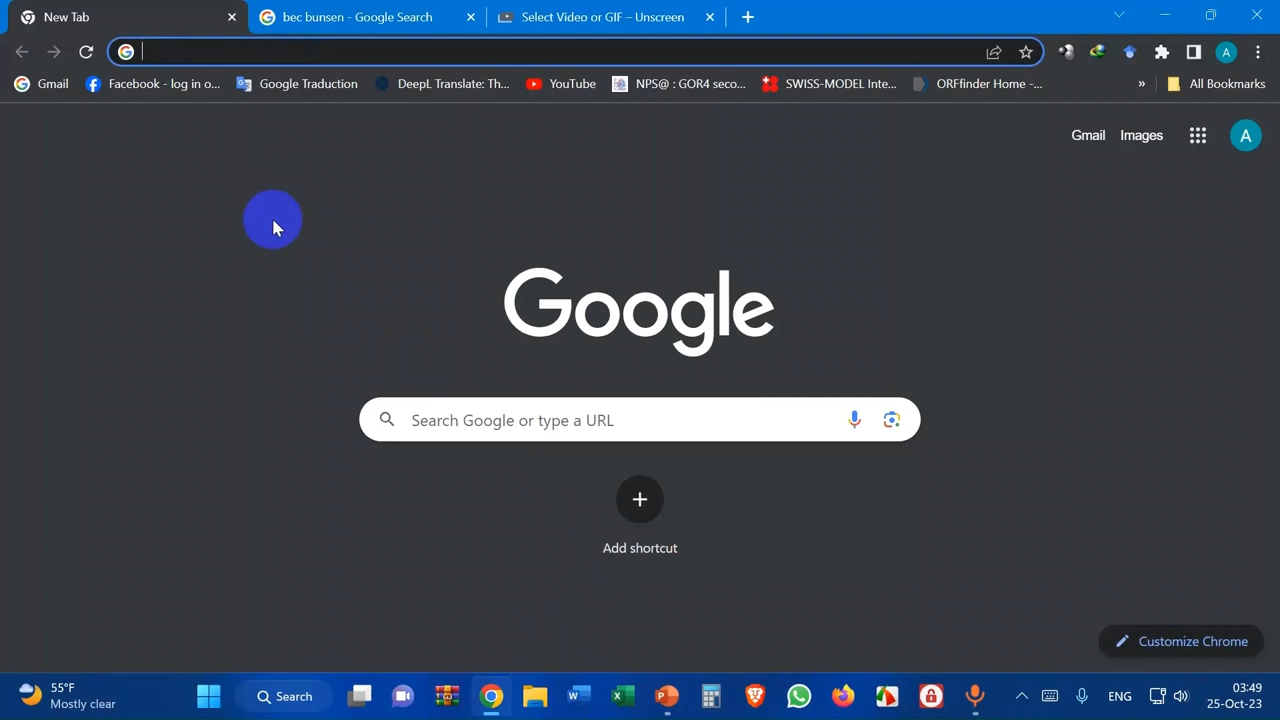 New Tab
bec bunsen - Google Search
Select Video or GIF – Unscreen
Gmail
Facebook - log in o...
Google Traduction
DeepL Translate: Th...
YouTube
NPS@ : GOR4 seco...
SWISS-MODEL Inte...
ORFfinder Home -...
»
All Bookmarks
A
Gmail
Images
A
Google
Search Google or type a URL
Add shortcut
Customize Chrome
55°F
Mostly clear
Search
ENG
03:49
25-Oct-23